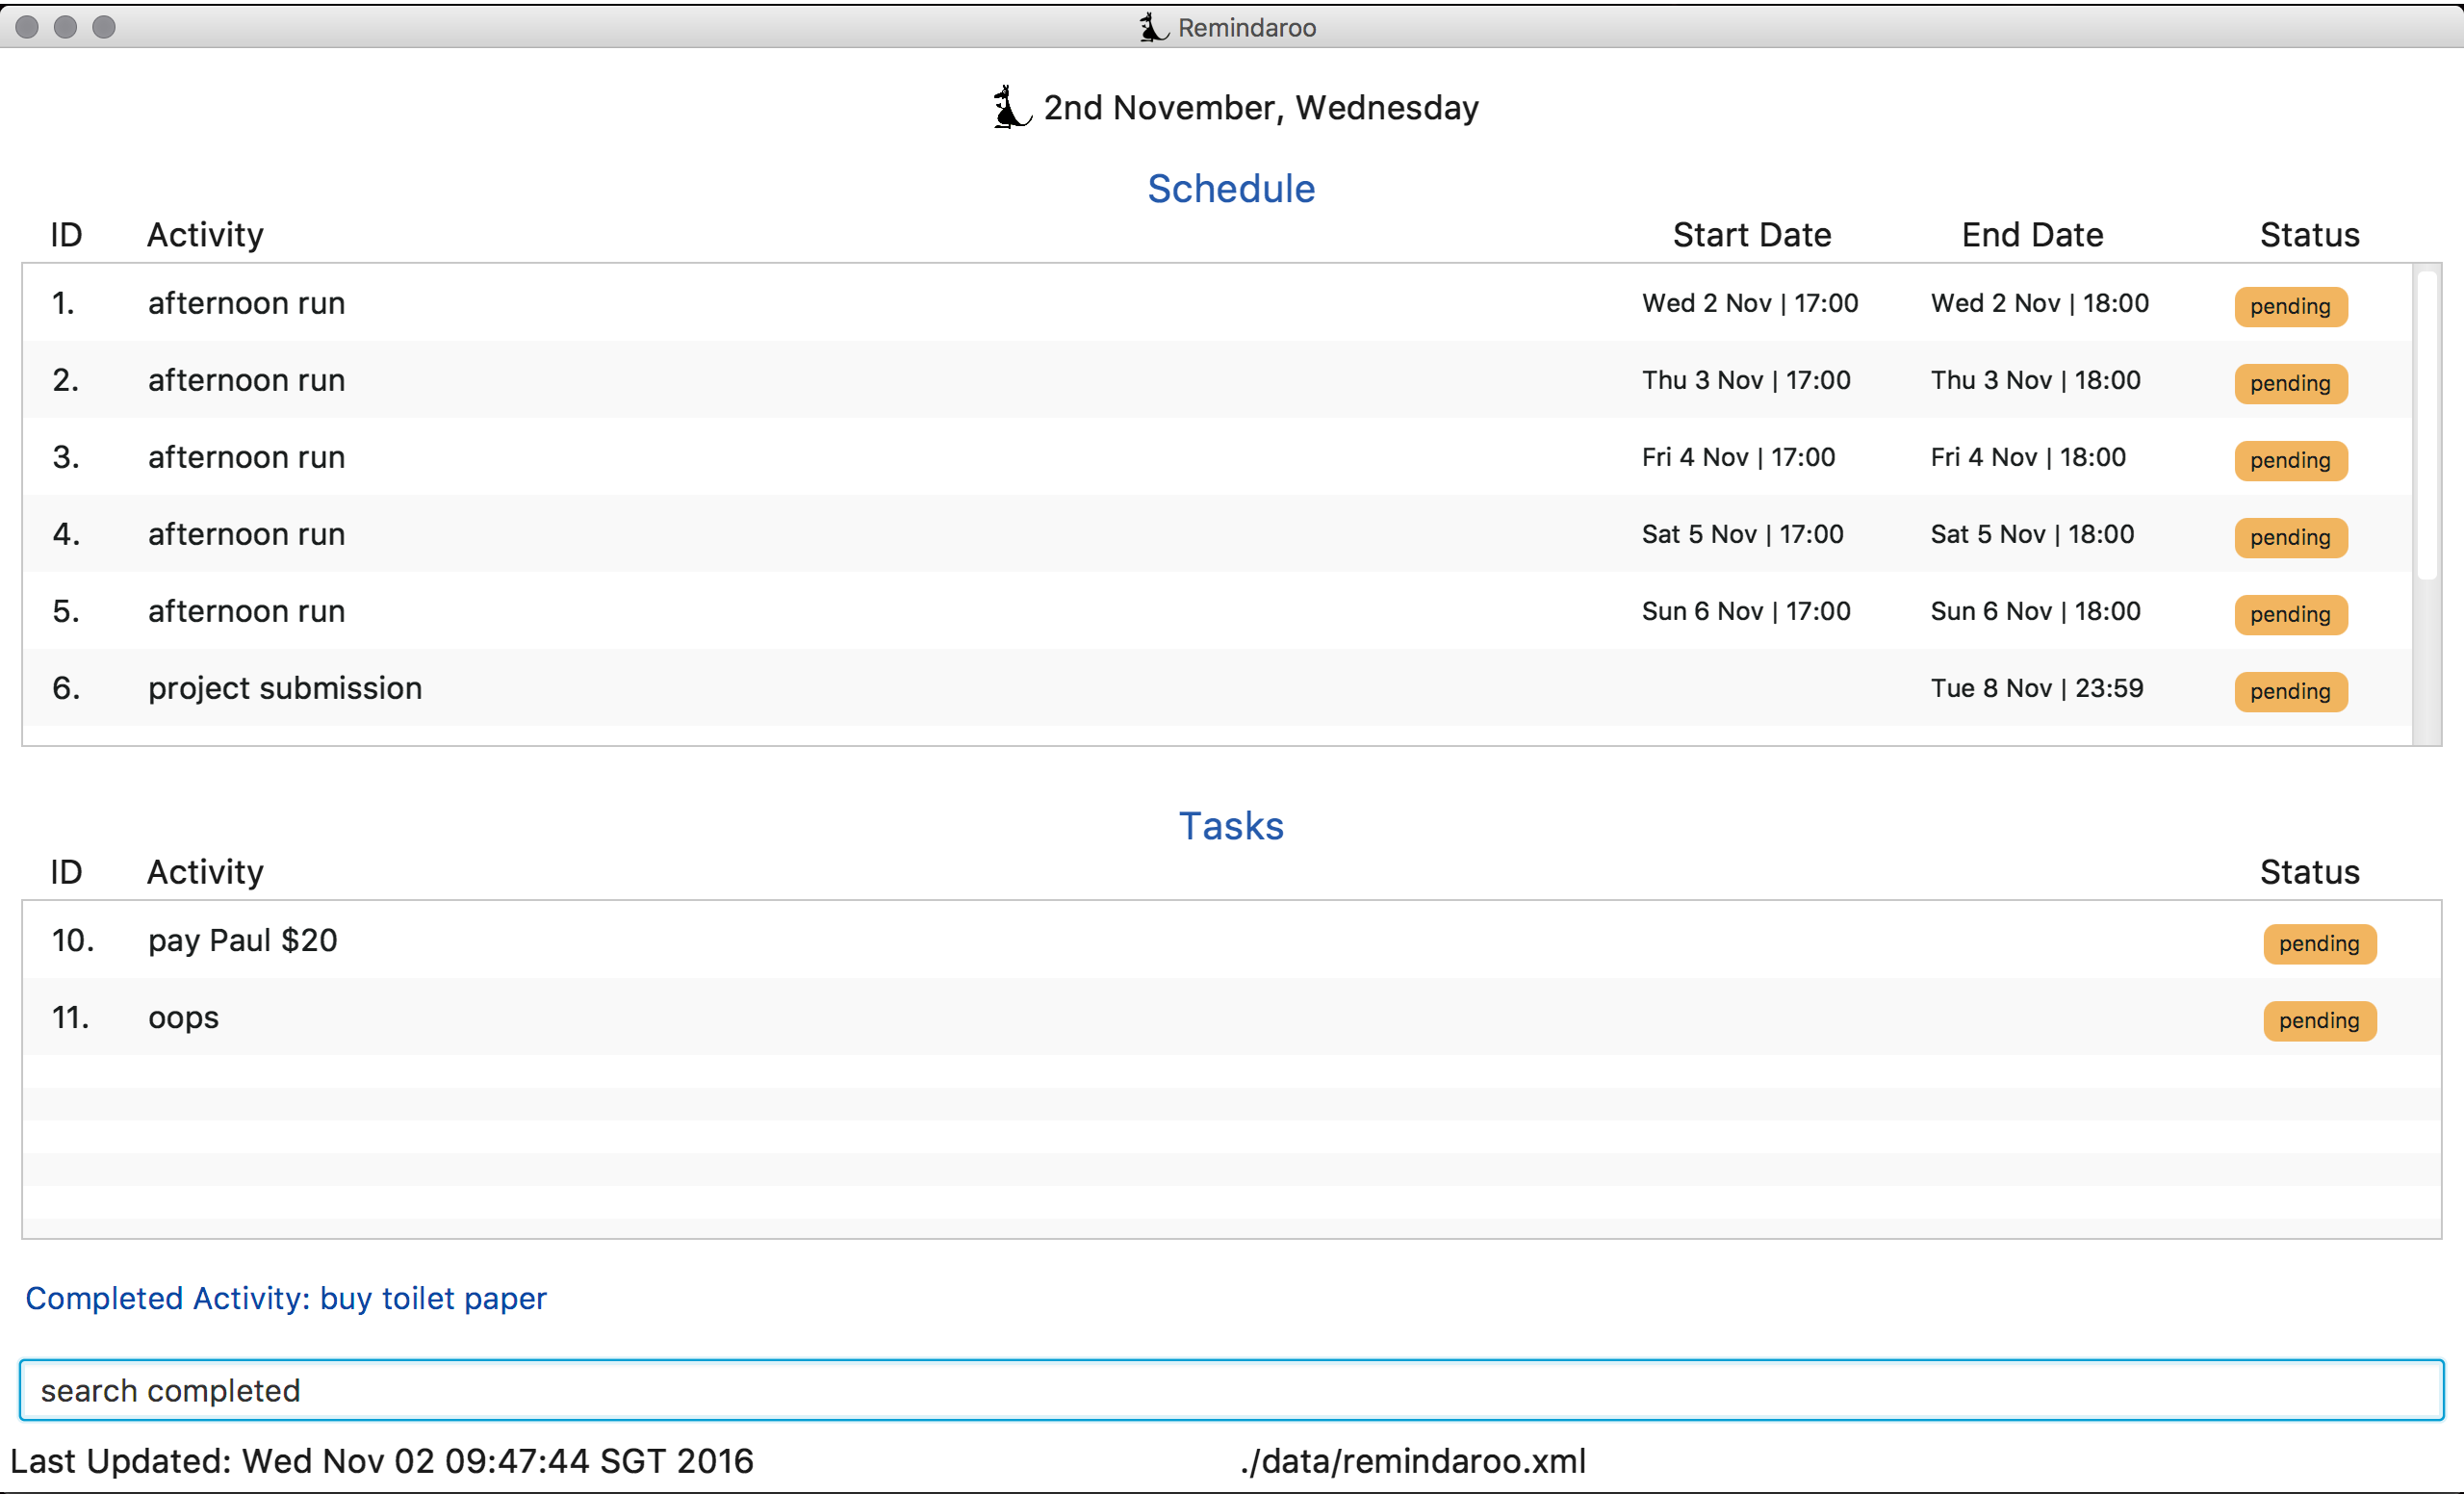 Remindaroo
2nd November, Wednesday
Schedule
ID Activity Start Date End Date Status
1. afternoon run Wed 2 Nov | 17:00 Wed 2 Nov | 18:00 pending
2. afternoon run Thu 3 Nov | 17:00 Thu 3 Nov | 18:00 pending
3. afternoon run Fri 4 Nov | 17:00 Fri 4 Nov | 18:00 pending
4. afternoon run Sat 5 Nov | 17:00 Sat 5 Nov | 18:00 pending
5. afternoon run Sun 6 Nov | 17:00 Sun 6 Nov | 18:00 pending
6. project submission Tue 8 Nov | 23:59 pending
Tasks
ID Activity Status
10. pay Paul $20 pending
11. oops pending
Completed Activity: buy toilet paper
search completed
Last Updated: Wed Nov 02 09:47:44 SGT 2016 ./data/remindaroo.xml